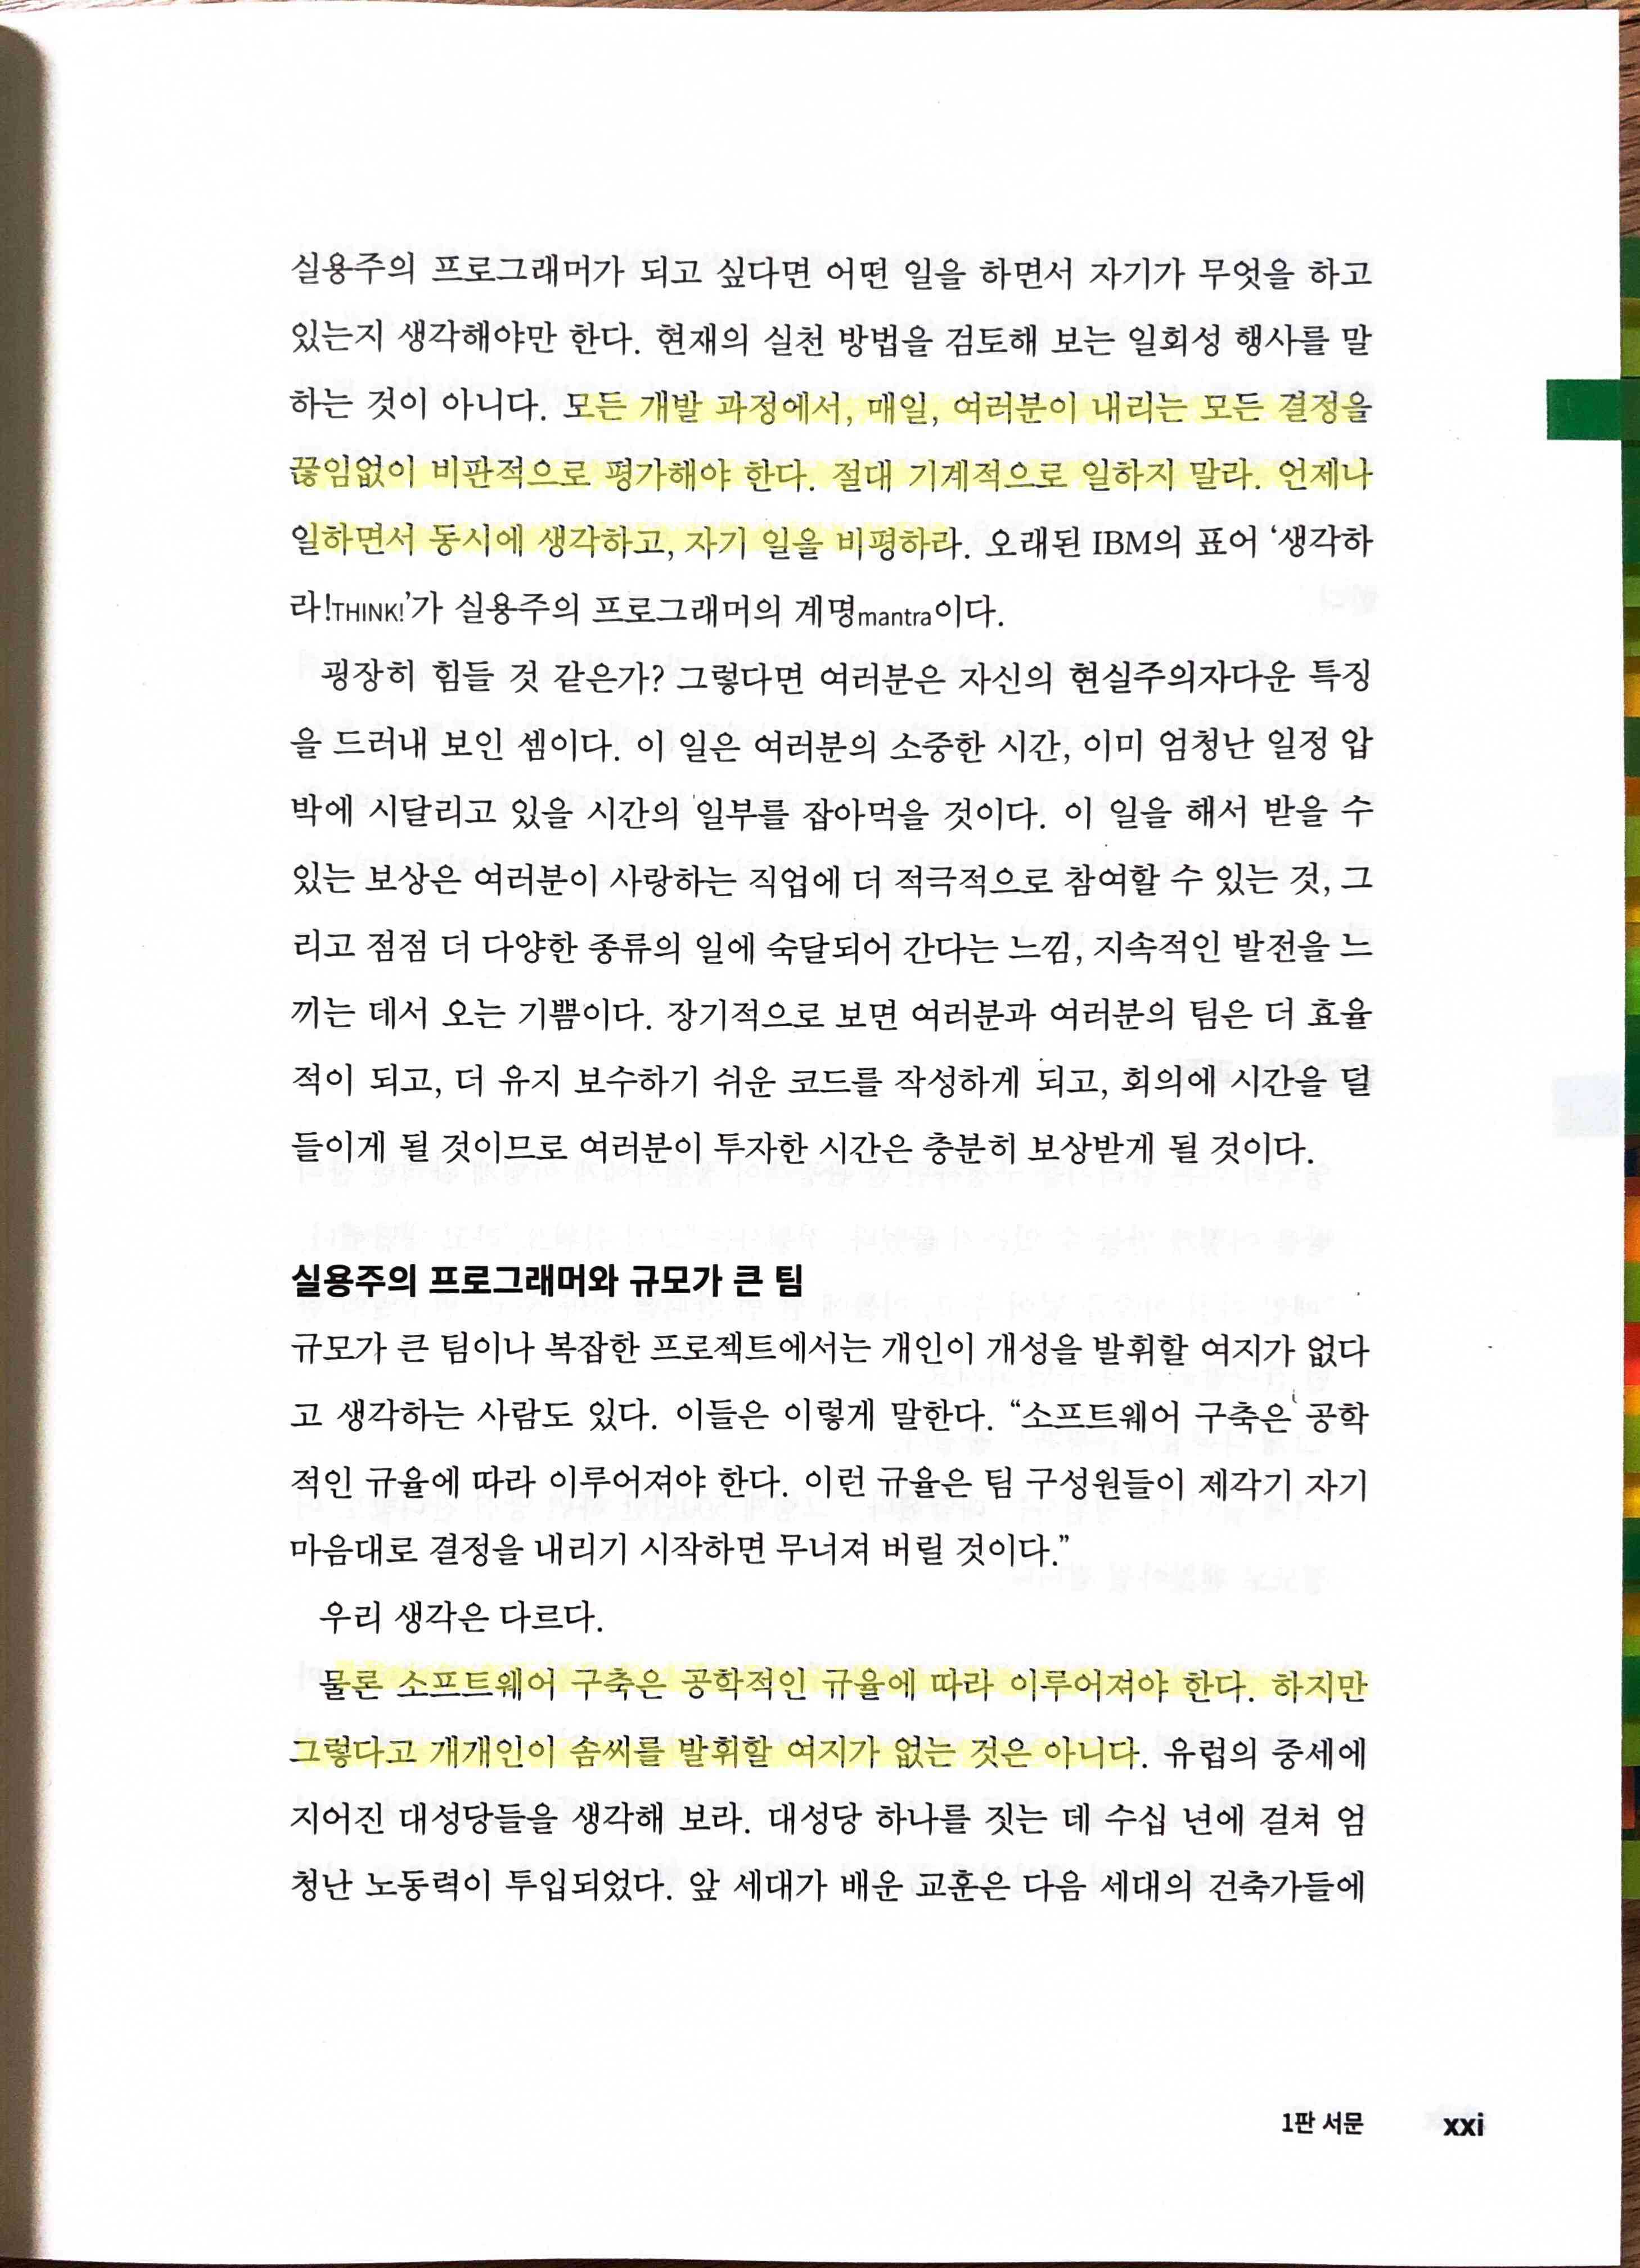 실용주의 프로그래머가 되고 싶다면 어떤 일을 하면서 자기가 무엇을 하고
있는지 생각해야만 한다. 현재의 실천 방법을 검토해 보는 일회성 행사를 말
하는 것이 아니다. 모든 개발 과정에서, 매일, 여러분이 내리는 모든 결정을
끊임없이 비판적으로 평가해야 한다. 절대 기계적으로 일하지 말라. 언제나
일하면서 동시에 생각하고, 자기 일을 비평하라. 오래된 IBM의 표어 ‘생각하
라!THINK!’가 실용주의 프로그래머의 계명mantra이다.
굉장히 힘들 것 같은가? 그렇다면 여러분은 자신의 현실주의자다운 특징
을 드러내 보인 셈이다. 이 일은 여러분의 소중한 시간, 이미 엄청난 일정 압
박에 시달리고 있을 시간의 일부를 잡아먹을 것이다. 이 일을 해서 받을 수
있는 보상은 여러분이 사랑하는 직업에 더 적극적으로 참여할 수 있는 것, 그
리고 점점 더 다양한 종류의 일에 숙달되어 간다는 느낌, 지속적인 발전을 느
끼는 데서 오는 기쁨이다. 장기적으로 보면 여러분과 여러분의 팀은 더 효율
적이 되고, 더 유지 보수하기 쉬운 코드를 작성하게 되고, 회의에 시간을 덜
들이게 될 것이므로 여러분이 투자한 시간은 충분히 보상받게 될 것이다.
실용주의 프로그래머와 규모가 큰 팀
규모가 큰 팀이나 복잡한 프로젝트에서는 개인이 개성을 발휘할 여지가 없다
고 생각하는 사람도 있다. 이들은 이렇게 말한다. “소프트웨어 구축은 공학
적인 규율에 따라 이루어져야 한다. 이런 규율은 팀 구성원들이 제각기 자기
마음대로 결정을 내리기 시작하면 무너져 버릴 것이다.”
우리 생각은 다르다.
물론 소프트웨어 구축은 공학적인 규율에 따라 이루어져야 한다. 하지만
그렇다고 개개인이 솜씨를 발휘할 여지가 없는 것은 아니다. 유럽의 중세에
지어진 대성당들을 생각해 보라. 대성당 하나를 짓는 데 수십 년에 걸쳐 엄
청난 노동력이 투입되었다. 앞 세대가 배운 교훈은 다음 세대의 건축가들에
1판 서문 xxi